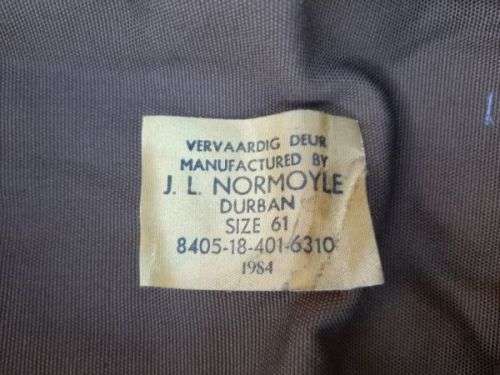 VERVAARDIG DEUR
MANUFACTURED BY
J. L. NORMOYLE
DURBAN
SIZE 61
8405-18-401-6310
1984